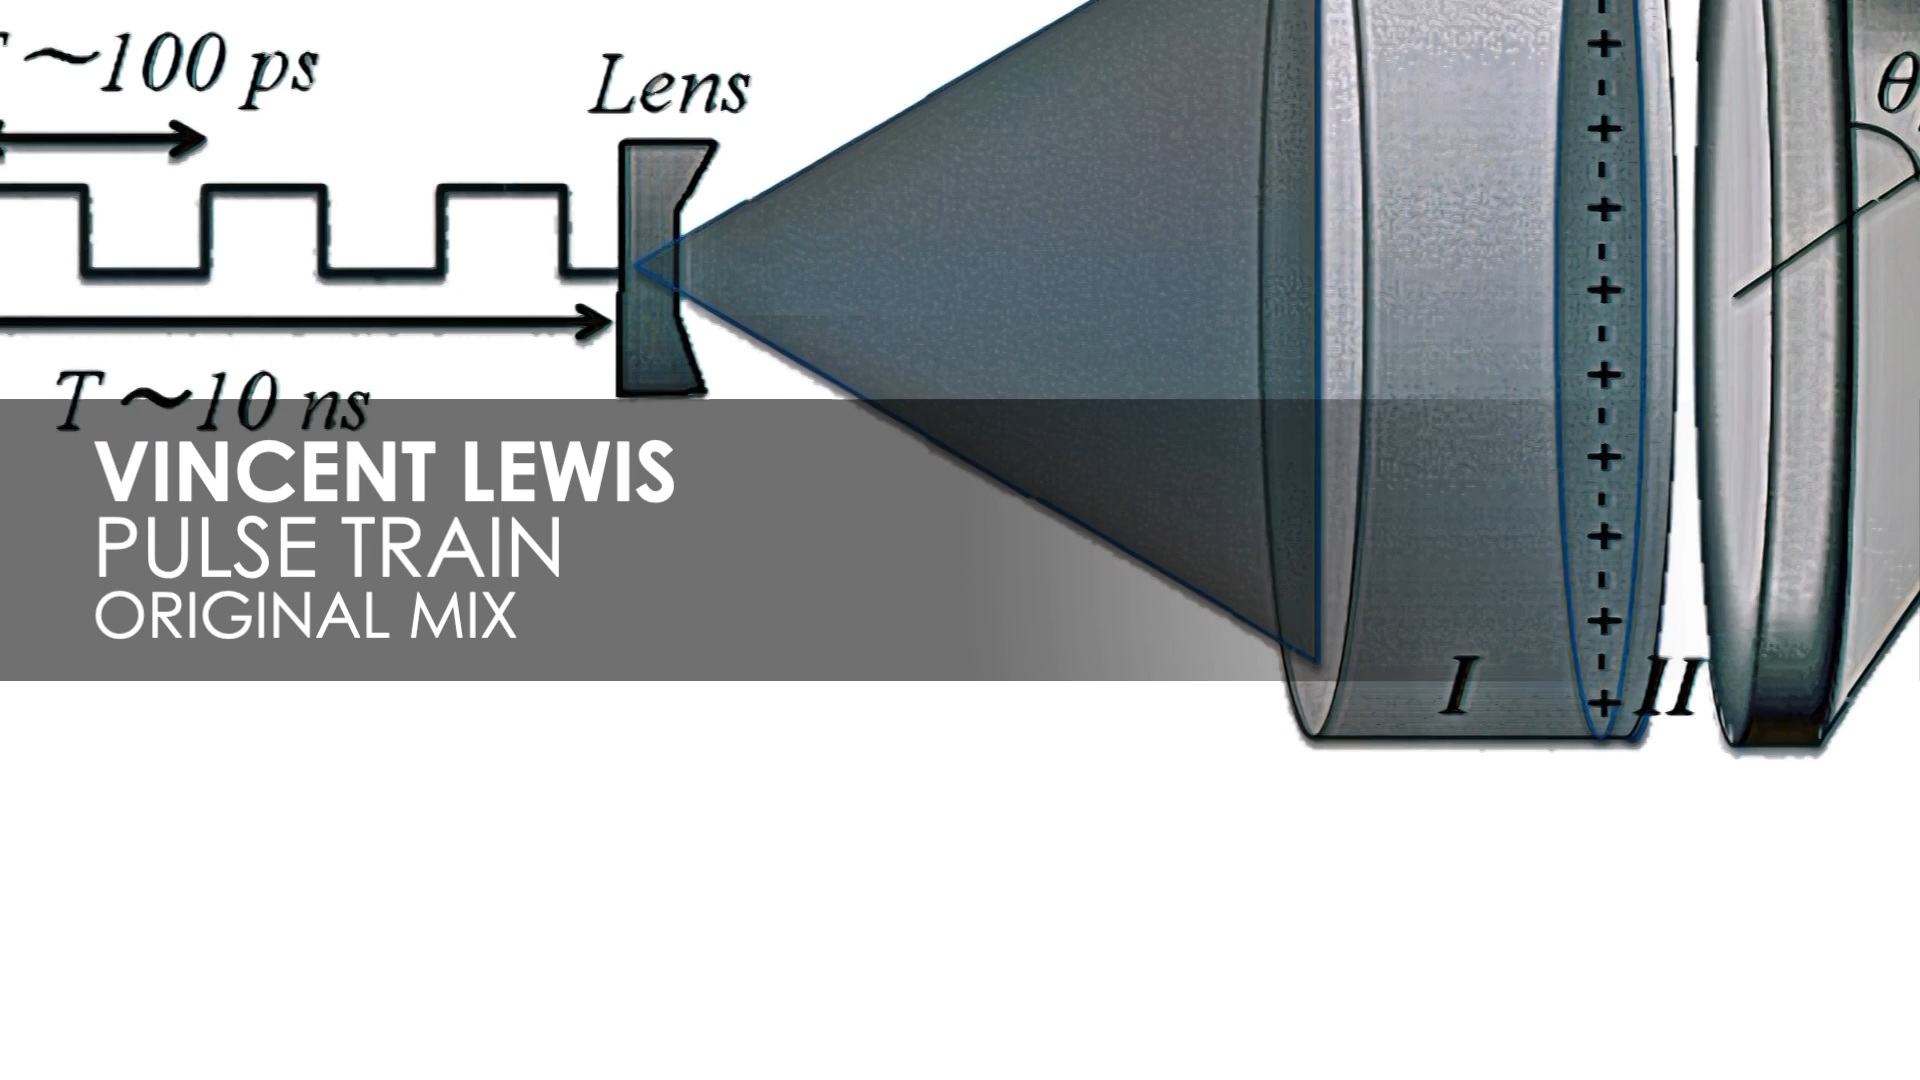 ~100 ps
Lens
θ
T ~10 ns
VINCENT LEWIS
PULSE TRAIN
ORIGINAL MIX
I
II